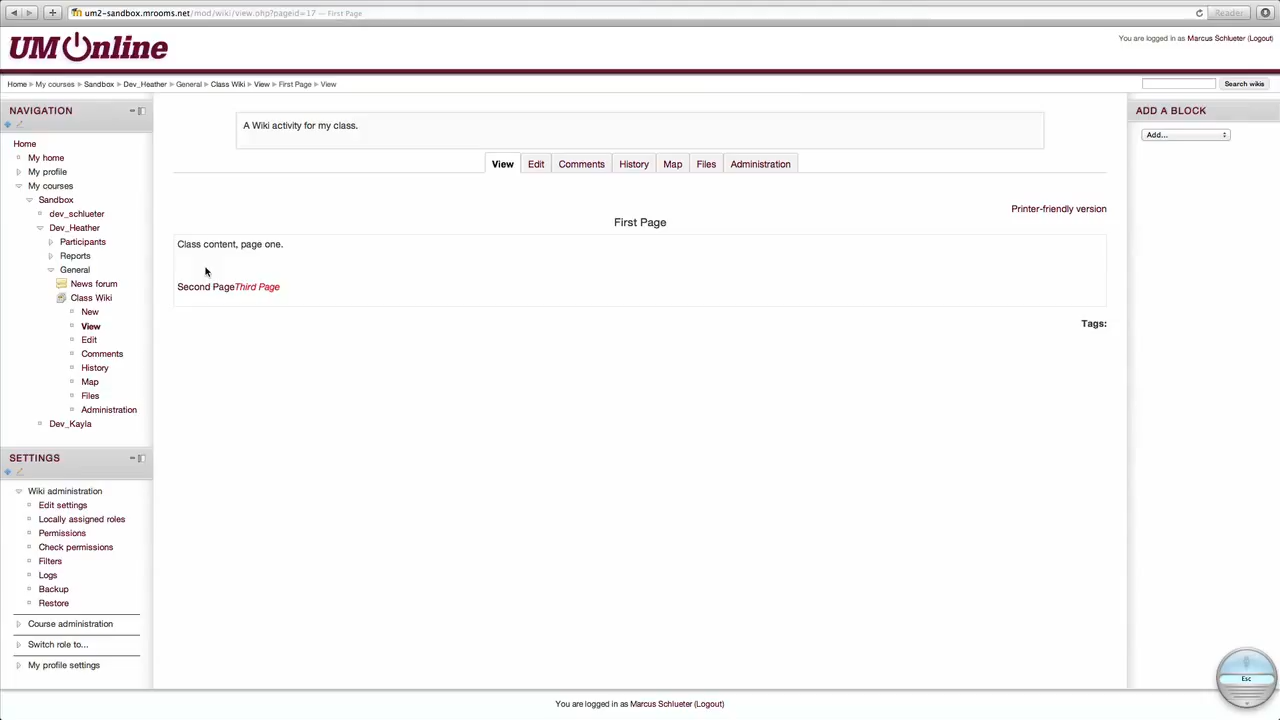 um2-sandbox.mrooms.net/mod/wiki/view.php?pageid=17 — First Page
Reader
UM Online
You are logged in as Marcus Schlueter (Logout)
Home ► My courses ► Sandbox ► Dev_Heather ► General ► Class Wiki ► View ► First Page ► View
Search wikis
NAVIGATION
Home
My home
My profile
My courses
Sandbox
dev_schlueter
Dev_Heather
Participants
Reports
General
News forum
Class Wiki
New
View
Edit
Comments
History
Map
Files
Administration
Dev_Kayla
SETTINGS
Wiki administration
Edit settings
Locally assigned roles
Permissions
Check permissions
Filters
Logs
Backup
Restore
Course administration
Switch role to...
My profile settings
A Wiki activity for my class.
View Edit Comments History Map Files Administration
Printer-friendly version
First Page
Class content, page one.
Second PageThird Page
Tags:
ADD A BLOCK
Add...
Esc
You are logged in as Marcus Schlueter (Logout)